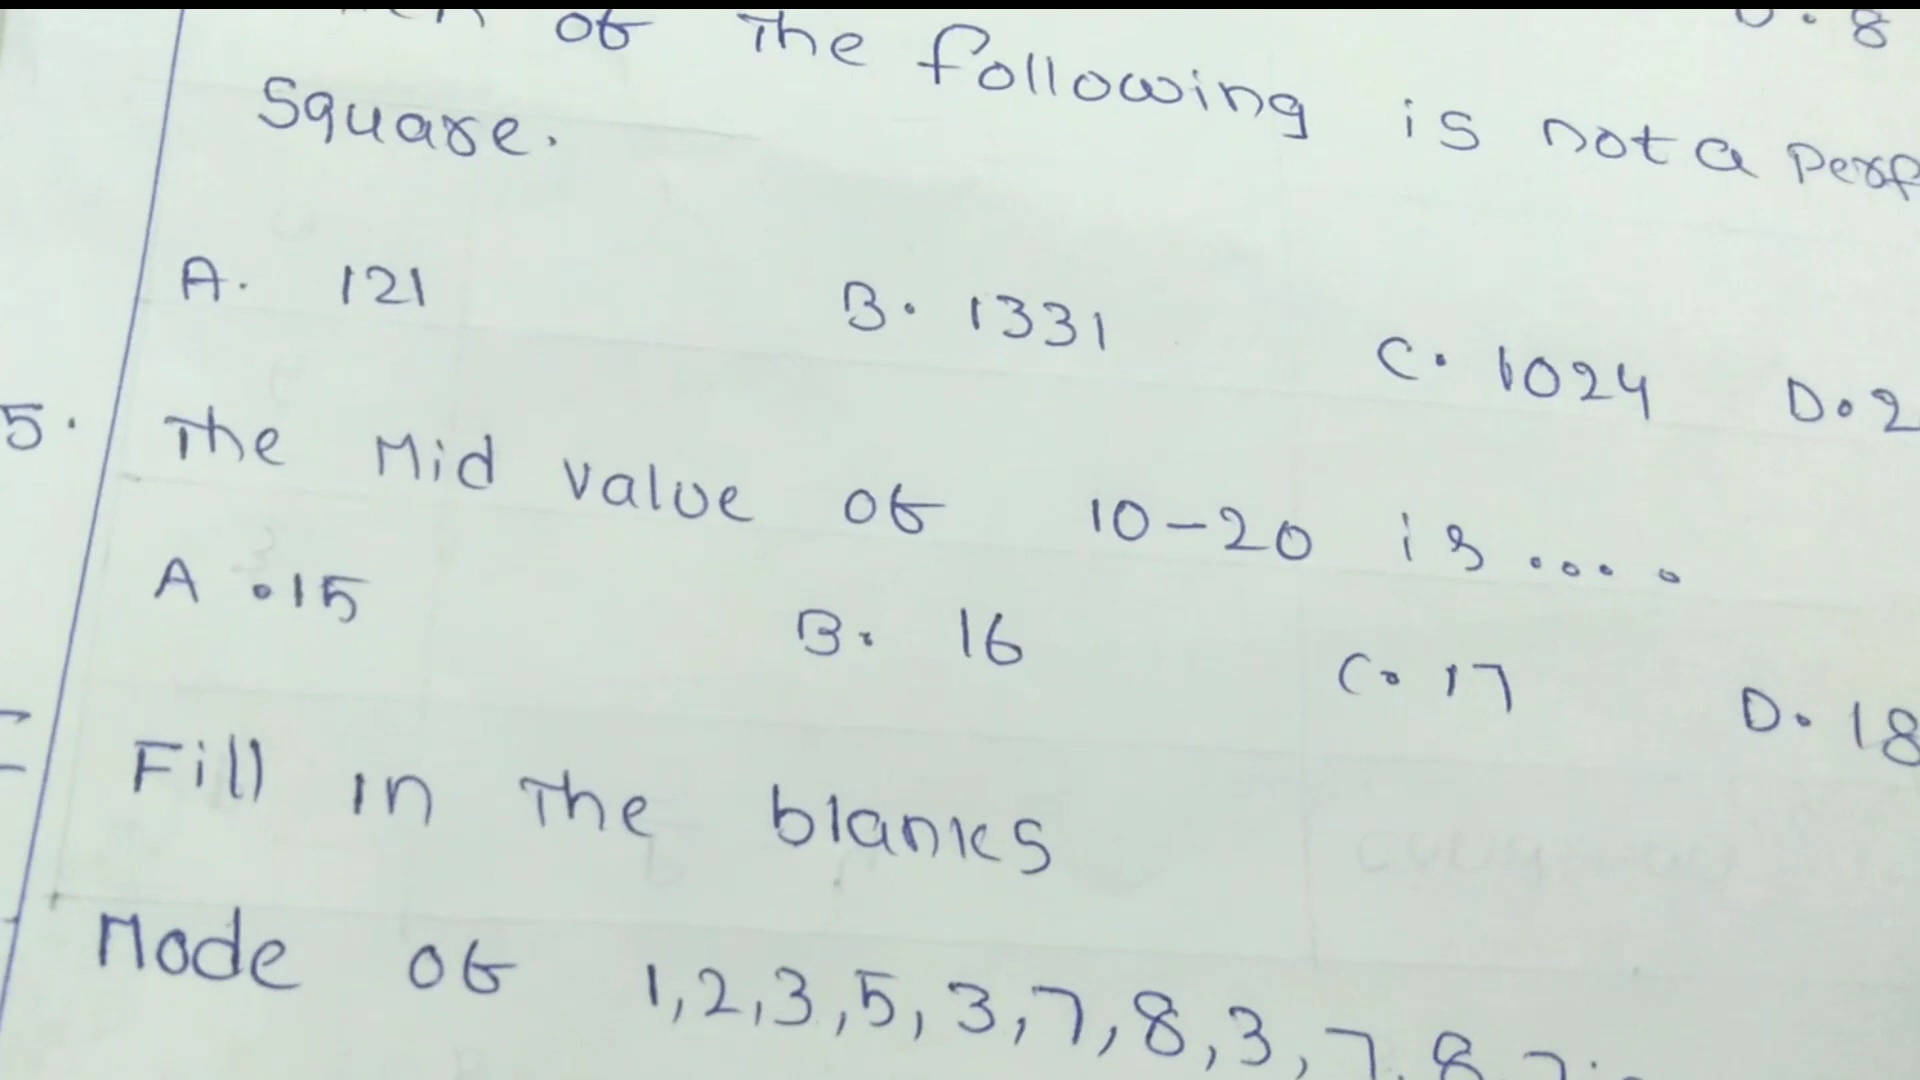 of The following is not a perf
D. 8
Square.
A. 121 B. 1331 C. 1024 D. 2
5. The Mid value of 10-20 is ....
A. 15 B. 16 C. 17 D. 18
Fill in The blanks
Mode of 1,2,3,5,3,7,8,3,7,8